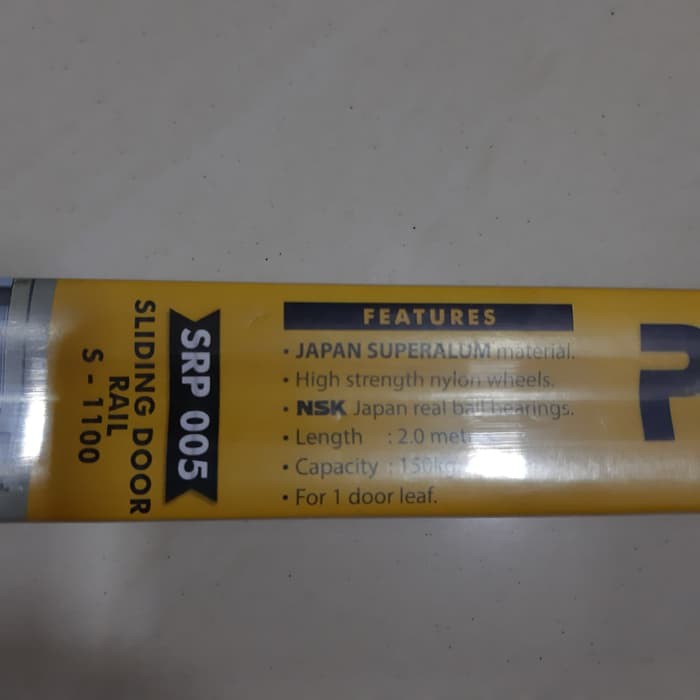 SRP 005
SLIDING DOOR
RAIL
S - 1100
FEATURES
• JAPAN SUPERALUM material.
• High strength nylon wheels.
• NSK Japan real ball bearings.
• Length : 2.0
• Capacity : 150kg
• For 1 door leaf.
P